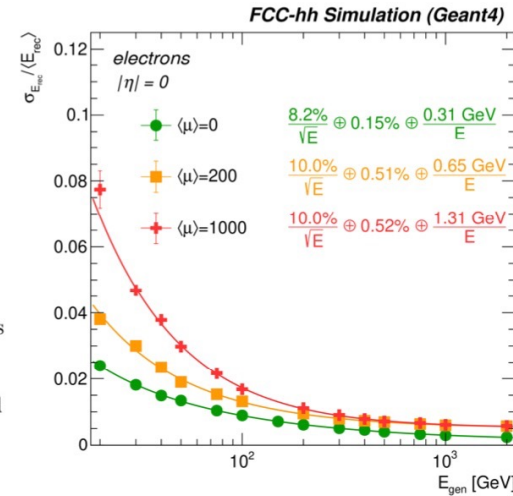 FCC-hh Simulation (Geant4)
σ_{E_rec}/⟨E_rec⟩
0.12
0.1
0.08
0.06
0.04
0.02
0
electrons
|η| = 0
⟨μ⟩=0
8.2%/√E ⊕ 0.15% ⊕ 0.31 GeV/E
⟨μ⟩=200
10.0%/√E ⊕ 0.51% ⊕ 0.65 GeV/E
⟨μ⟩=1000
10.0%/√E ⊕ 0.52% ⊕ 1.31 GeV/E
10²
10³
E_gen [GeV]
s